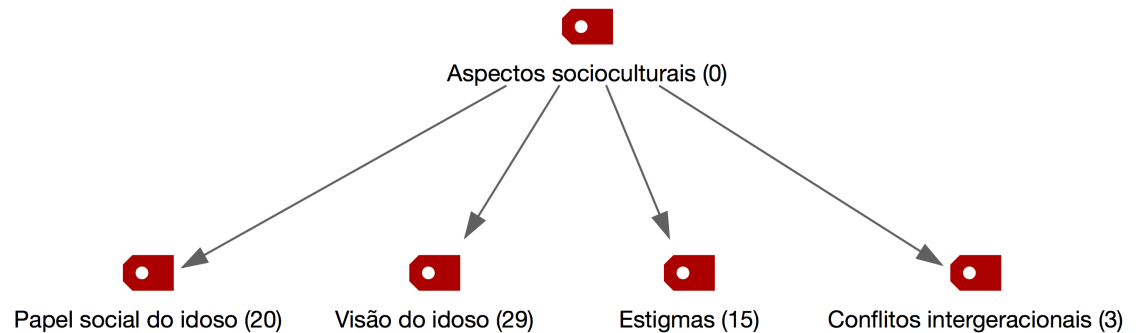 Aspectos socioculturais (0)
Papel social do idoso (20)
Visão do idoso (29)
Estigmas (15)
Conflitos intergeracionais (3)